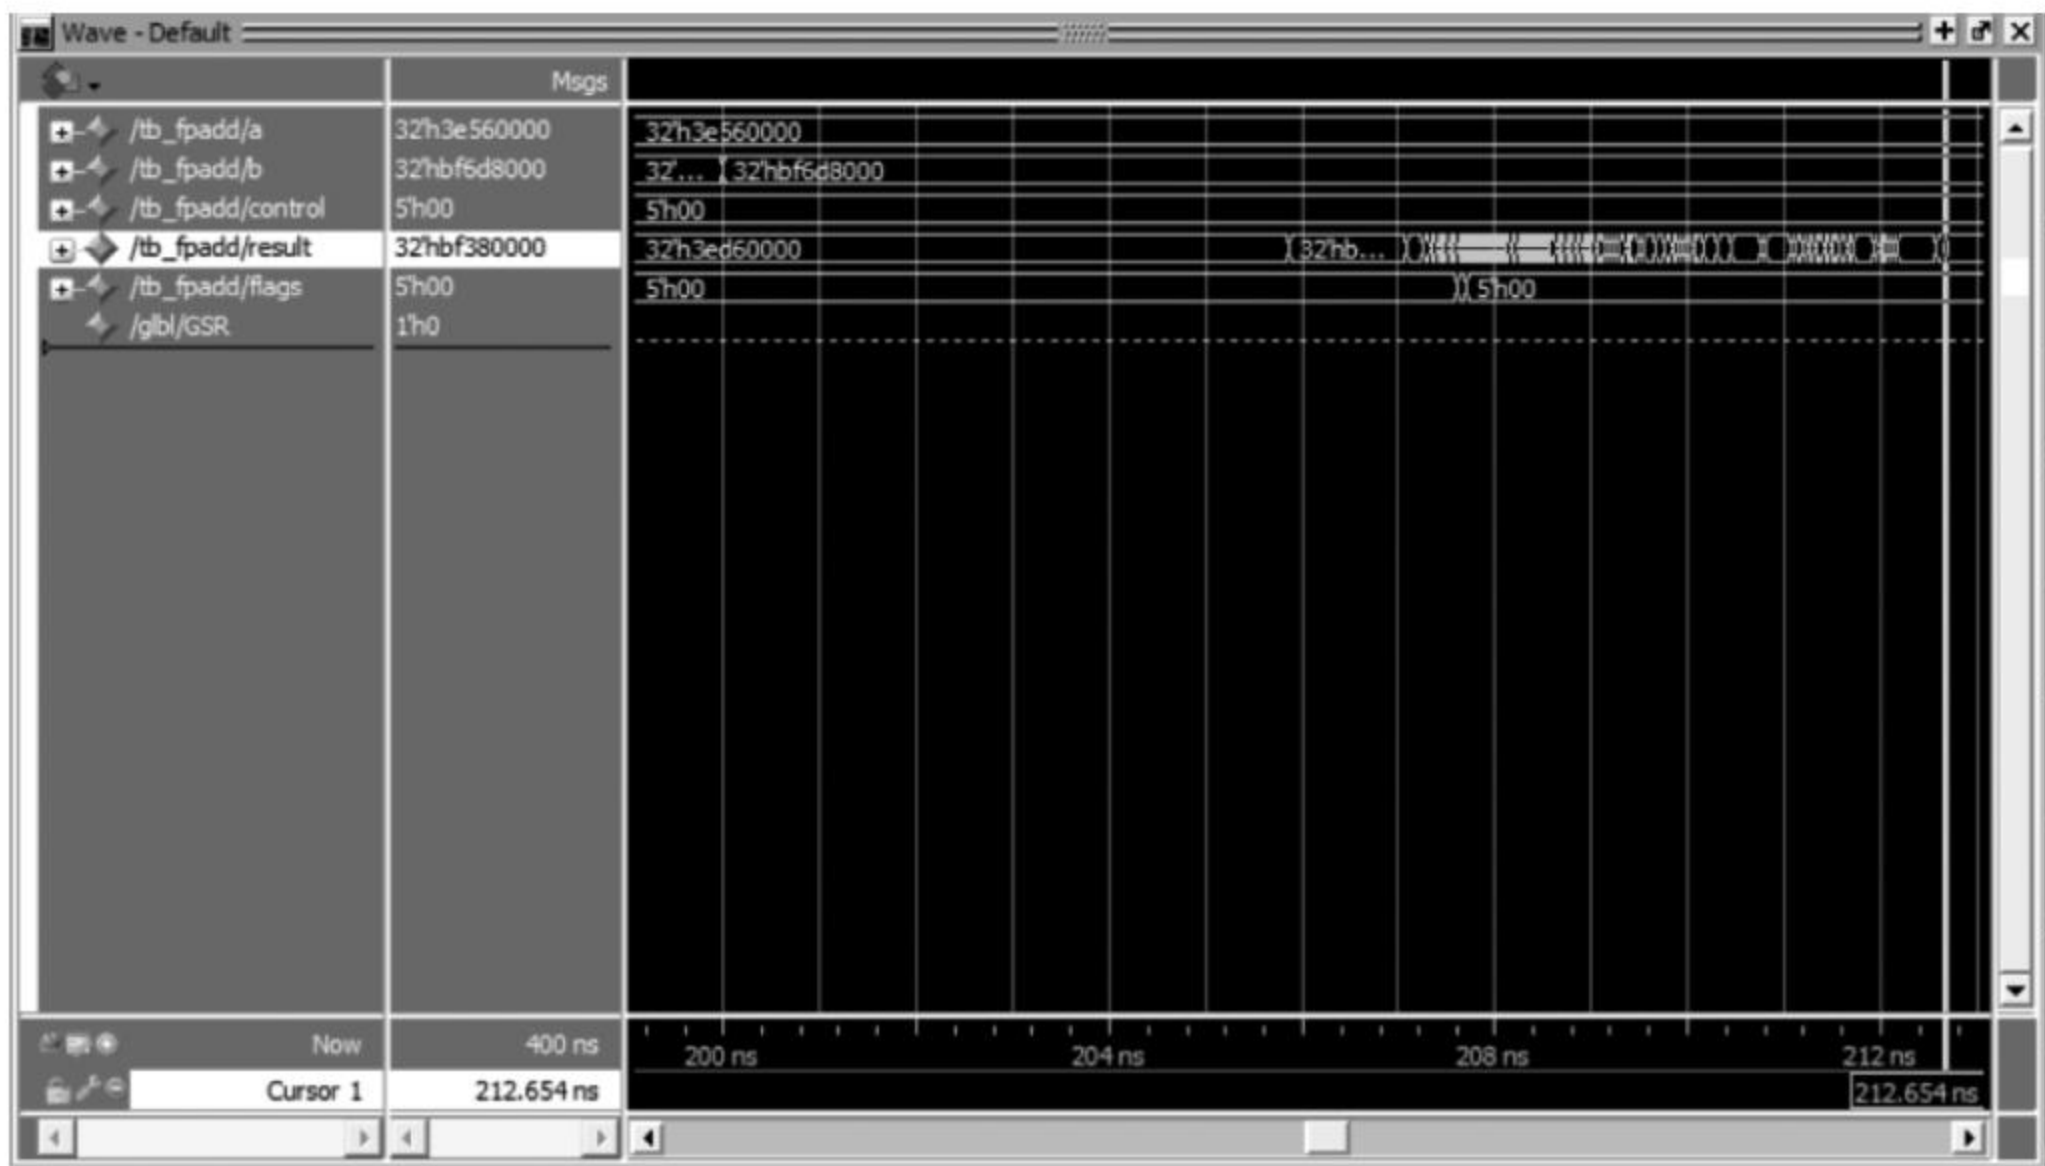 Wave - Default
Msgs
/tb_fpadd/a 32'h3e560000 32'h3e560000
/tb_fpadd/b 32'hbf6d8000 32'... 32'hbf6d8000
/tb_fpadd/control 5'h00 5'h00
/tb_fpadd/result 32'hbf380000 32'h3ed60000 32'hb...
/tb_fpadd/flags 5'h00 5'h00 5'h00
/glbl/GSR 1'h0
Now 400 ns 200 ns 204 ns 208 ns 212 ns
Cursor 1 212.654 ns 212.654 ns